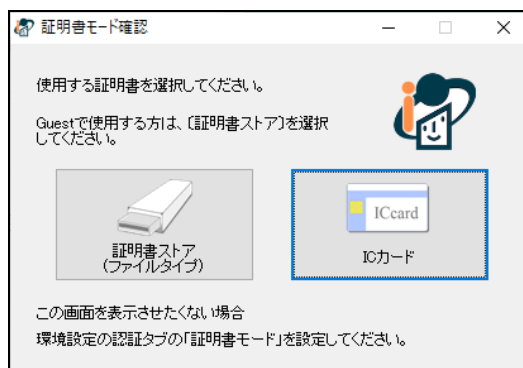 証明書モード確認
使用する証明書を選択してください。
Guestで使用する方は、〔証明書ストア〕を選択
してください。
ICcard
証明書ストア
(ファイルタイプ)
ICカード
この画面を表示させたくない場合
環境設定の認証タブの「証明書モード」を設定してください。